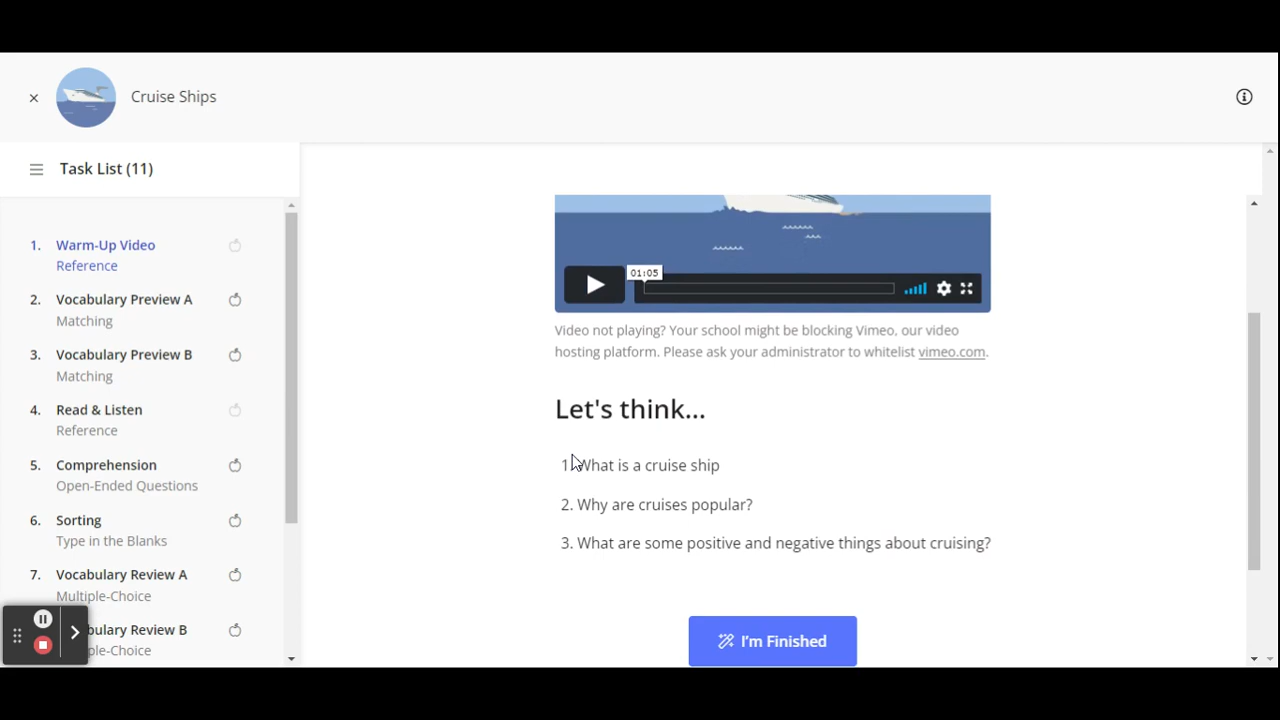 Cruise Ships
Task List (11)
1. Warm-Up Video
Reference
2. Vocabulary Preview A
Matching
3. Vocabulary Preview B
Matching
4. Read & Listen
Reference
5. Comprehension
Open-Ended Questions
6. Sorting
Type in the Blanks
7. Vocabulary Review A
Multiple-Choice
bulary Review B
ple-Choice
01:05
Video not playing? Your school might be blocking Vimeo, our video
hosting platform. Please ask your administrator to whitelist vimeo.com.
Let's think...
1. What is a cruise ship
2. Why are cruises popular?
3. What are some positive and negative things about cruising?
I'm Finished